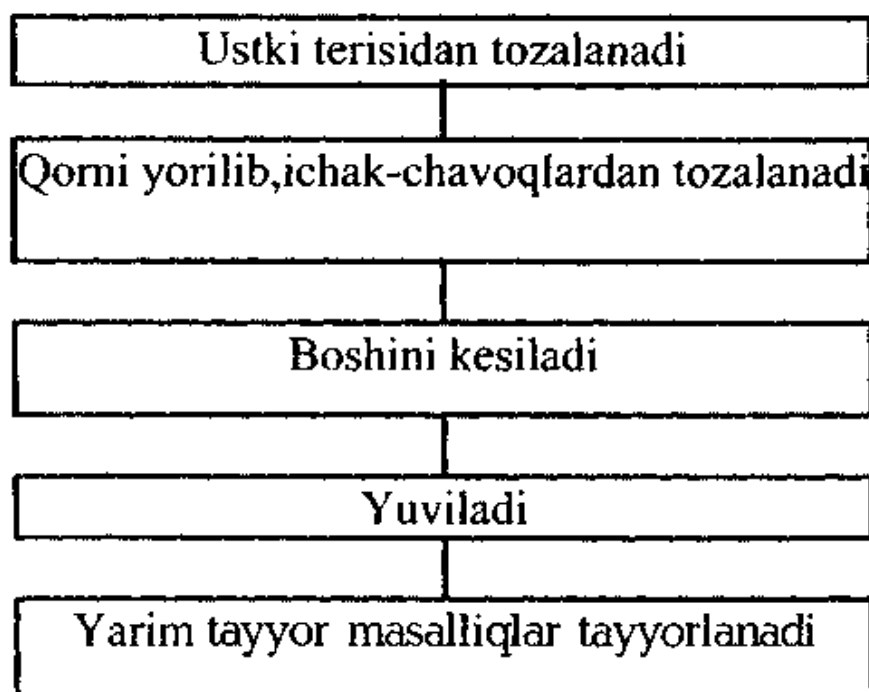 Ustki terisidan tozalanadi
Qorni yorilib,ichak-chavoqlardan tozalanadi
Boshini kesiladi
Yuviladi
Yarim tayyor masalliqlar tayyorlanadi